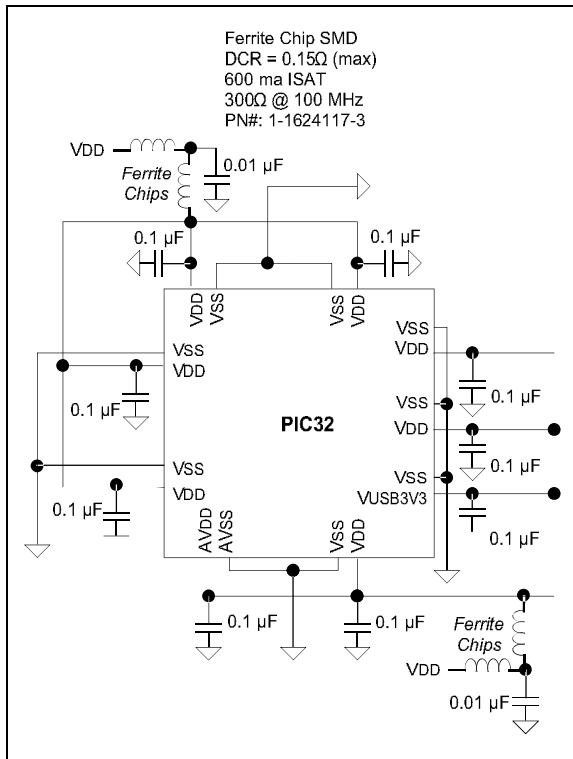 Ferrite Chip SMD
DCR = 0.15Ω (max)
600 ma ISAT
300Ω @ 100 MHz
PN#: 1-1624117-3
VDD
0.01 µF
Ferrite
Chips
0.1 µF
0.1 µF
VDD
VSS
VSS
VDD
VSS
VSS
VDD
VDD
0.1 µF
0.1 µF
VSS
PIC32
VDD
VSS
0.1 µF
VDD
VSS
0.1 µF
VUSB3V3
AVDD
AVSS
VSS
VDD
0.1 µF
0.1 µF
0.1 µF
Ferrite
Chips
VDD
0.01 µF